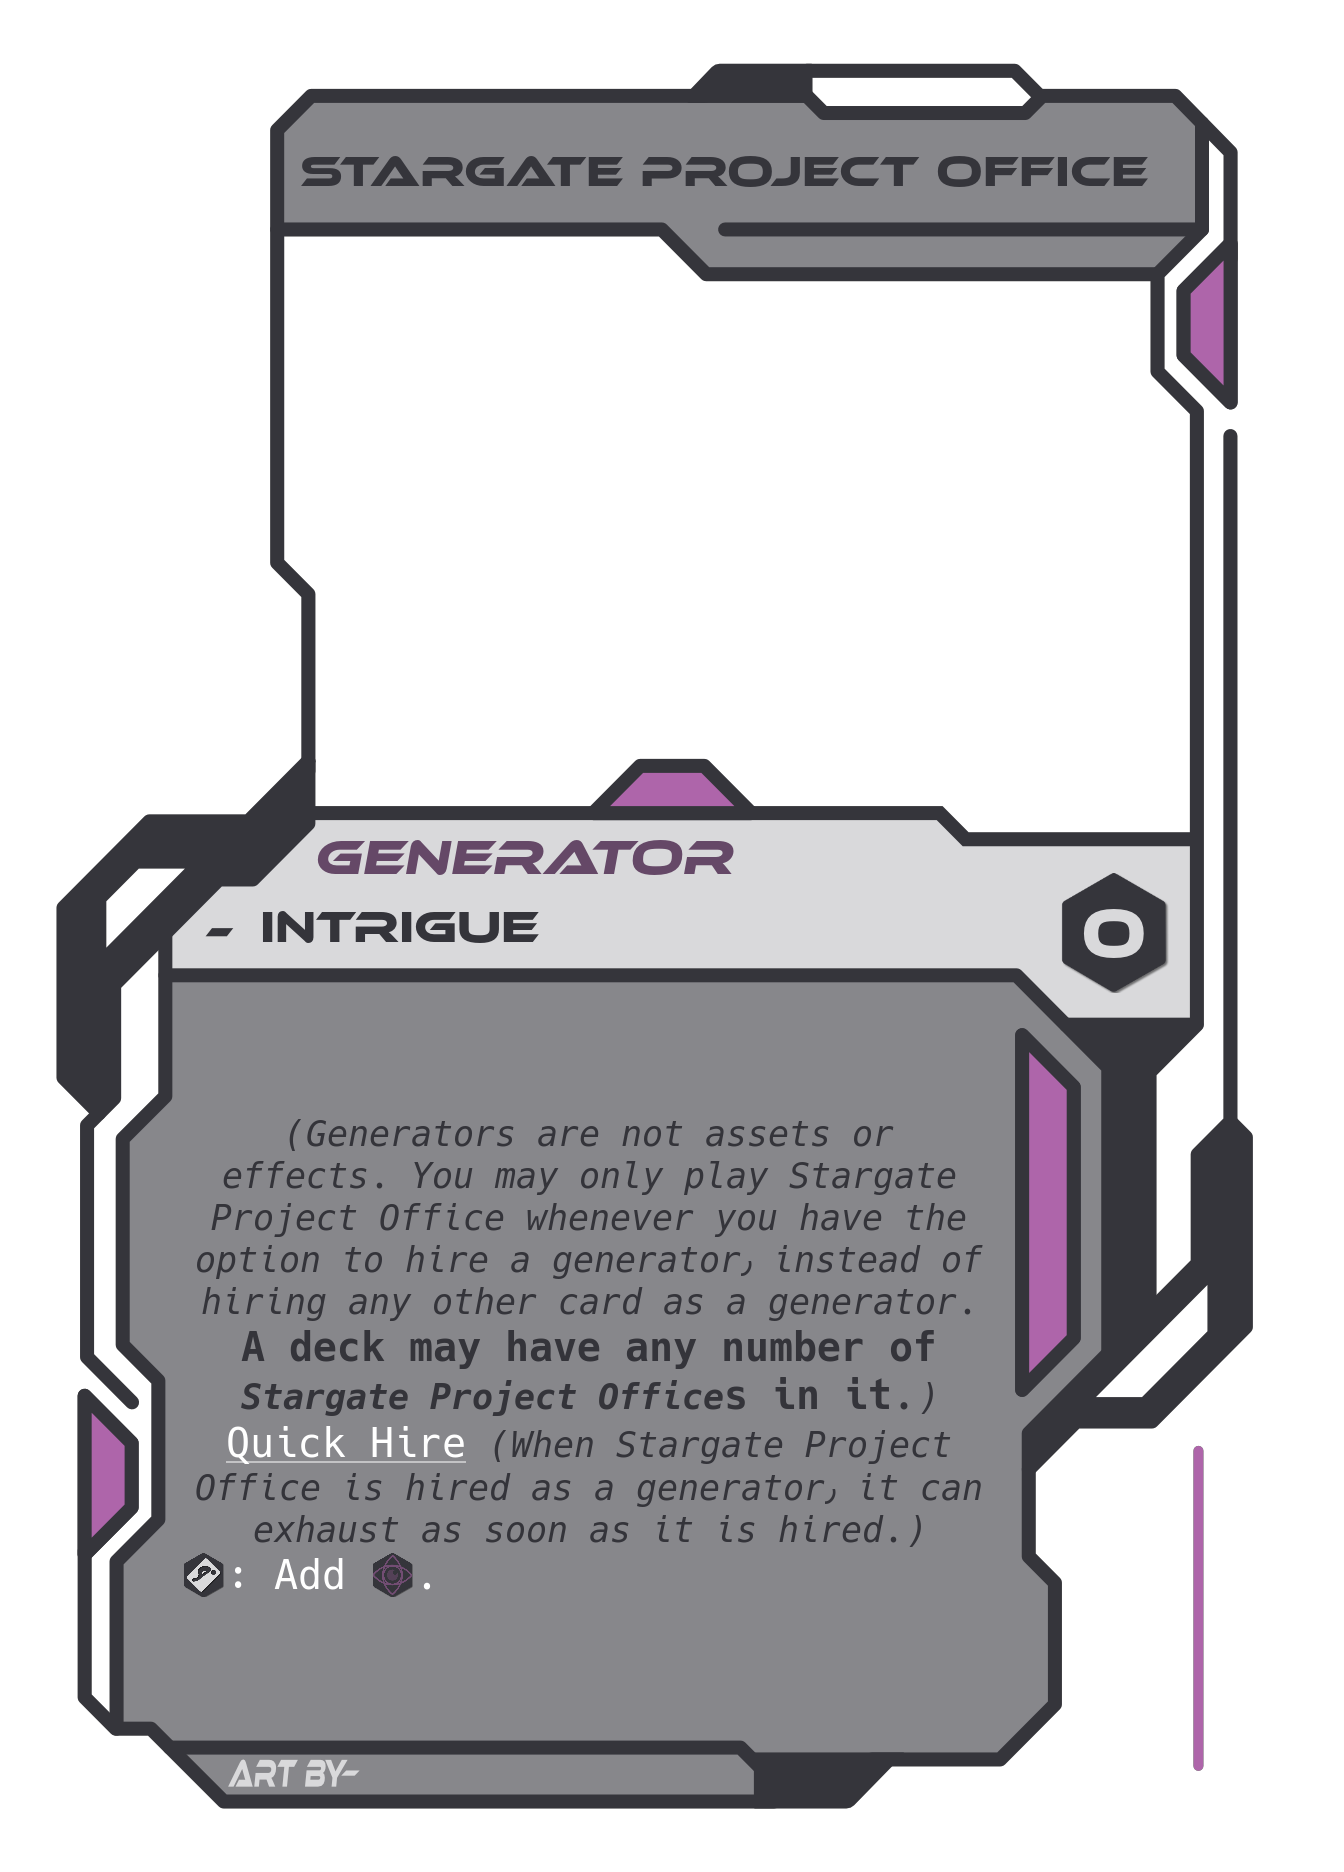 STARGATE PROJECT OFFICE
GENERATOR
- INTRIGUE
0
(Generators are not assets or
effects. You may only play Stargate
Project Office whenever you have the
option to hire a generator, instead of
hiring any other card as a generator.
A deck may have any number of
Stargate Project Offices in it.)
Quick Hire (When Stargate Project
Office is hired as a generator, it can
exhaust as soon as it is hired.)
: Add .
ART BY-